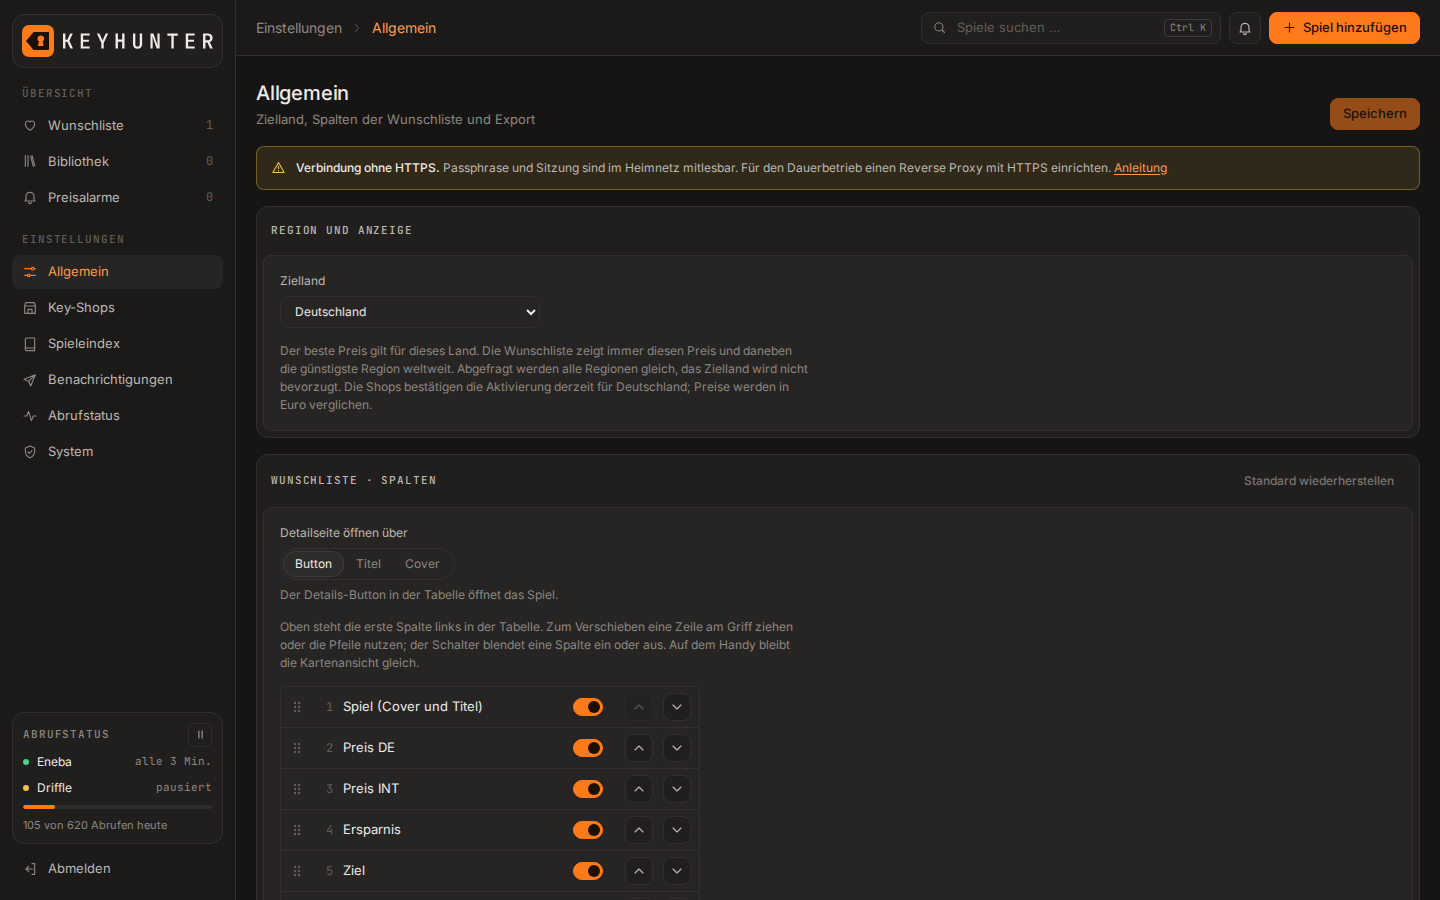 KEYHUNTER
Einstellungen > Allgemein
Spiele suchen ...
Ctrl K
Spiel hinzufügen
ÜBERSICHT
Wunschliste 1
Bibliothek 0
Preisalarme 0
EINSTELLUNGEN
Allgemein
Key-Shops
Spieleindex
Benachrichtigungen
Abrufstatus
System
ABRUFSTATUS
Eneba alle 3 Min.
Driffle pausiert
105 von 620 Abrufen heute
Abmelden
Allgemein
Zielland, Spalten der Wunschliste und Export
Speichern
Verbindung ohne HTTPS. Passphrase und Sitzung sind im Heimnetz mitlesbar. Für den Dauerbetrieb einen Reverse Proxy mit HTTPS einrichten. Anleitung
REGION UND ANZEIGE
Zielland
Deutschland
Der beste Preis gilt für dieses Land. Die Wunschliste zeigt immer diesen Preis und daneben
die günstigste Region weltweit. Abgefragt werden alle Regionen gleich, das Zielland wird nicht
bevorzugt. Die Shops bestätigen die Aktivierung derzeit für Deutschland; Preise werden in
Euro verglichen.
WUNSCHLISTE · SPALTEN
Standard wiederherstellen
Detailseite öffnen über
Button Titel Cover
Der Details-Button in der Tabelle öffnet das Spiel.
Oben steht die erste Spalte links in der Tabelle. Zum Verschieben eine Zeile am Griff ziehen
oder die Pfeile nutzen; der Schalter blendet eine Spalte ein oder aus. Auf dem Handy bleibt
die Kartenansicht gleich.
1 Spiel (Cover und Titel)
2 Preis DE
3 Preis INT
4 Ersparnis
5 Ziel